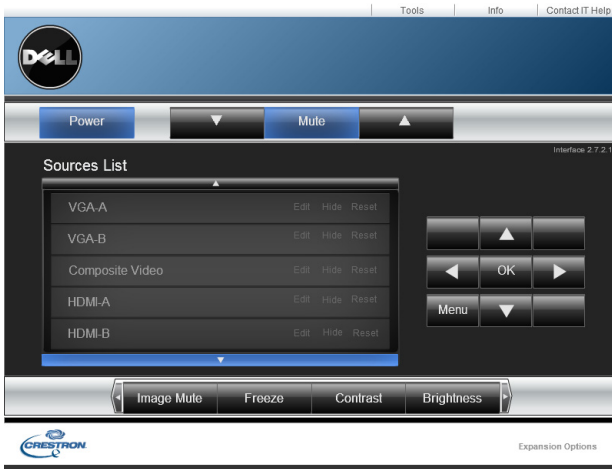 Tools Info Contact IT Help
DELL
Power Mute
Interface 2.7.2.1
Sources List
VGA-A Edit Hide Reset
VGA-B Edit Hide Reset
Composite Video Edit Hide Reset
HDMI-A Edit Hide Reset
HDMI-B Edit Hide Reset
OK
Menu
Image Mute Freeze Contrast Brightness
CRESTRON
Expansion Options